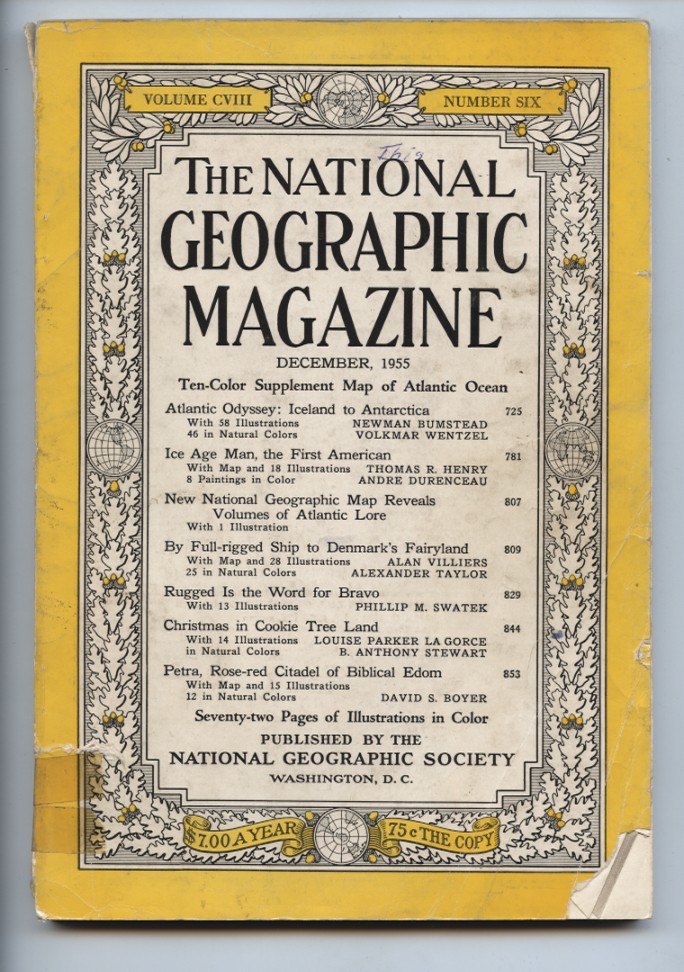 VOLUME CVIII
NUMBER SIX
This
THE NATIONAL
GEOGRAPHIC
MAGAZINE
DECEMBER, 1955
Ten-Color Supplement Map of Atlantic Ocean
Atlantic Odyssey: Iceland to Antarctica 725
With 58 Illustrations NEWMAN BUMSTEAD
46 in Natural Colors VOLKMAR WENTZEL
Ice Age Man, the First American 781
With Map and 18 Illustrations THOMAS R. HENRY
8 Paintings in Color ANDRE DURENCEAU
New National Geographic Map Reveals 807
Volumes of Atlantic Lore
With 1 Illustration
By Full-rigged Ship to Denmark's Fairyland 809
With Map and 28 Illustrations ALAN VILLIERS
25 in Natural Colors ALEXANDER TAYLOR
Rugged Is the Word for Bravo 829
With 13 Illustrations PHILLIP M. SWATEK
Christmas in Cookie Tree Land 844
With 14 Illustrations LOUISE PARKER LA GORCE
in Natural Colors B. ANTHONY STEWART
Petra, Rose-red Citadel of Biblical Edom 853
With Map and 15 Illustrations
12 in Natural Colors DAVID S. BOYER
Seventy-two Pages of Illustrations in Color
PUBLISHED BY THE
NATIONAL GEOGRAPHIC SOCIETY
WASHINGTON, D. C.
$7.00 A YEAR
75¢ THE COPY